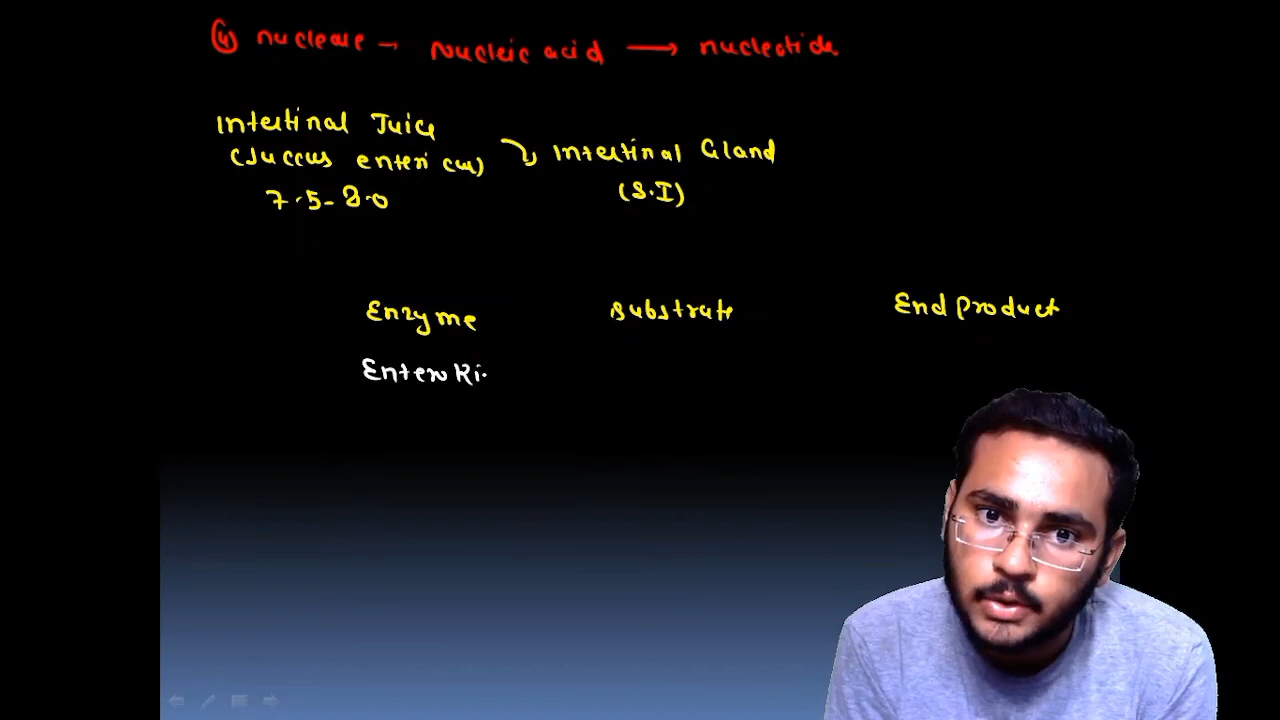 (4) nuclease → Nucleic acid → nucleotide
Intestinal Juice
(Succus entericus) → Intestinal Gland
7.5-8.0 (S.I)
Enzyme substrate End product
Enteroki